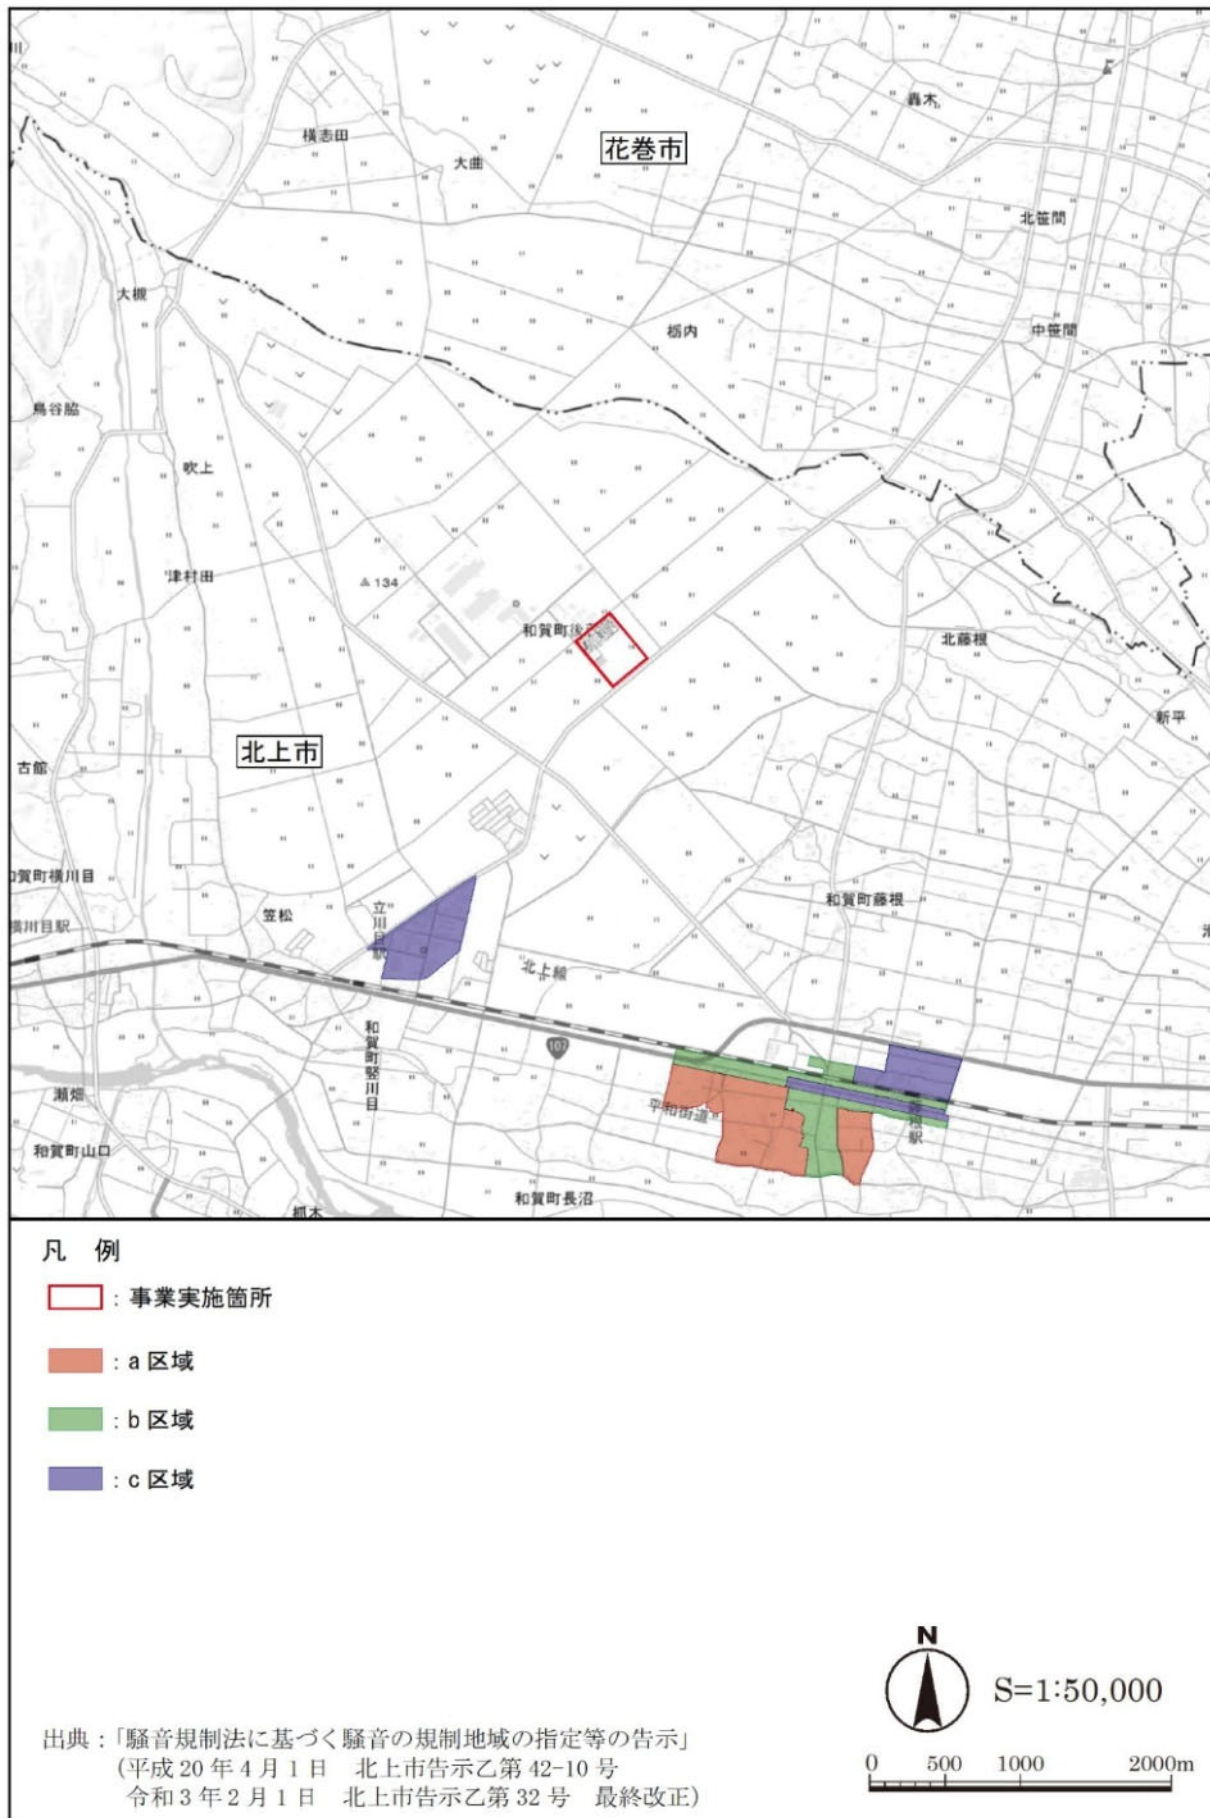 川
横志田
大曲
花巻市
轟木
北笹間
大槻
栃内
中笹間
鳥谷脇
吹上
津村田
134
和賀町後
北藤根
新平
北上市
古館
和賀町横川目
横川目駅
笠松
立川目駅
和賀町藤根
北上線
107
和賀町竪川目
瀬畑
平和街道
藤根駅
和賀町山口
和賀町長沼
凡 例
:事業実施箇所
:a 区域
:b 区域
:c 区域
N
S=1:50,000
0 500 1000 2000m
出典:「騒音規制法に基づく騒音の規制地域の指定等の告示」
(平成 20 年 4 月 1 日 北上市告示乙第 42-10 号
令和 3 年 2 月 1 日 北上市告示乙第 32 号 最終改正)